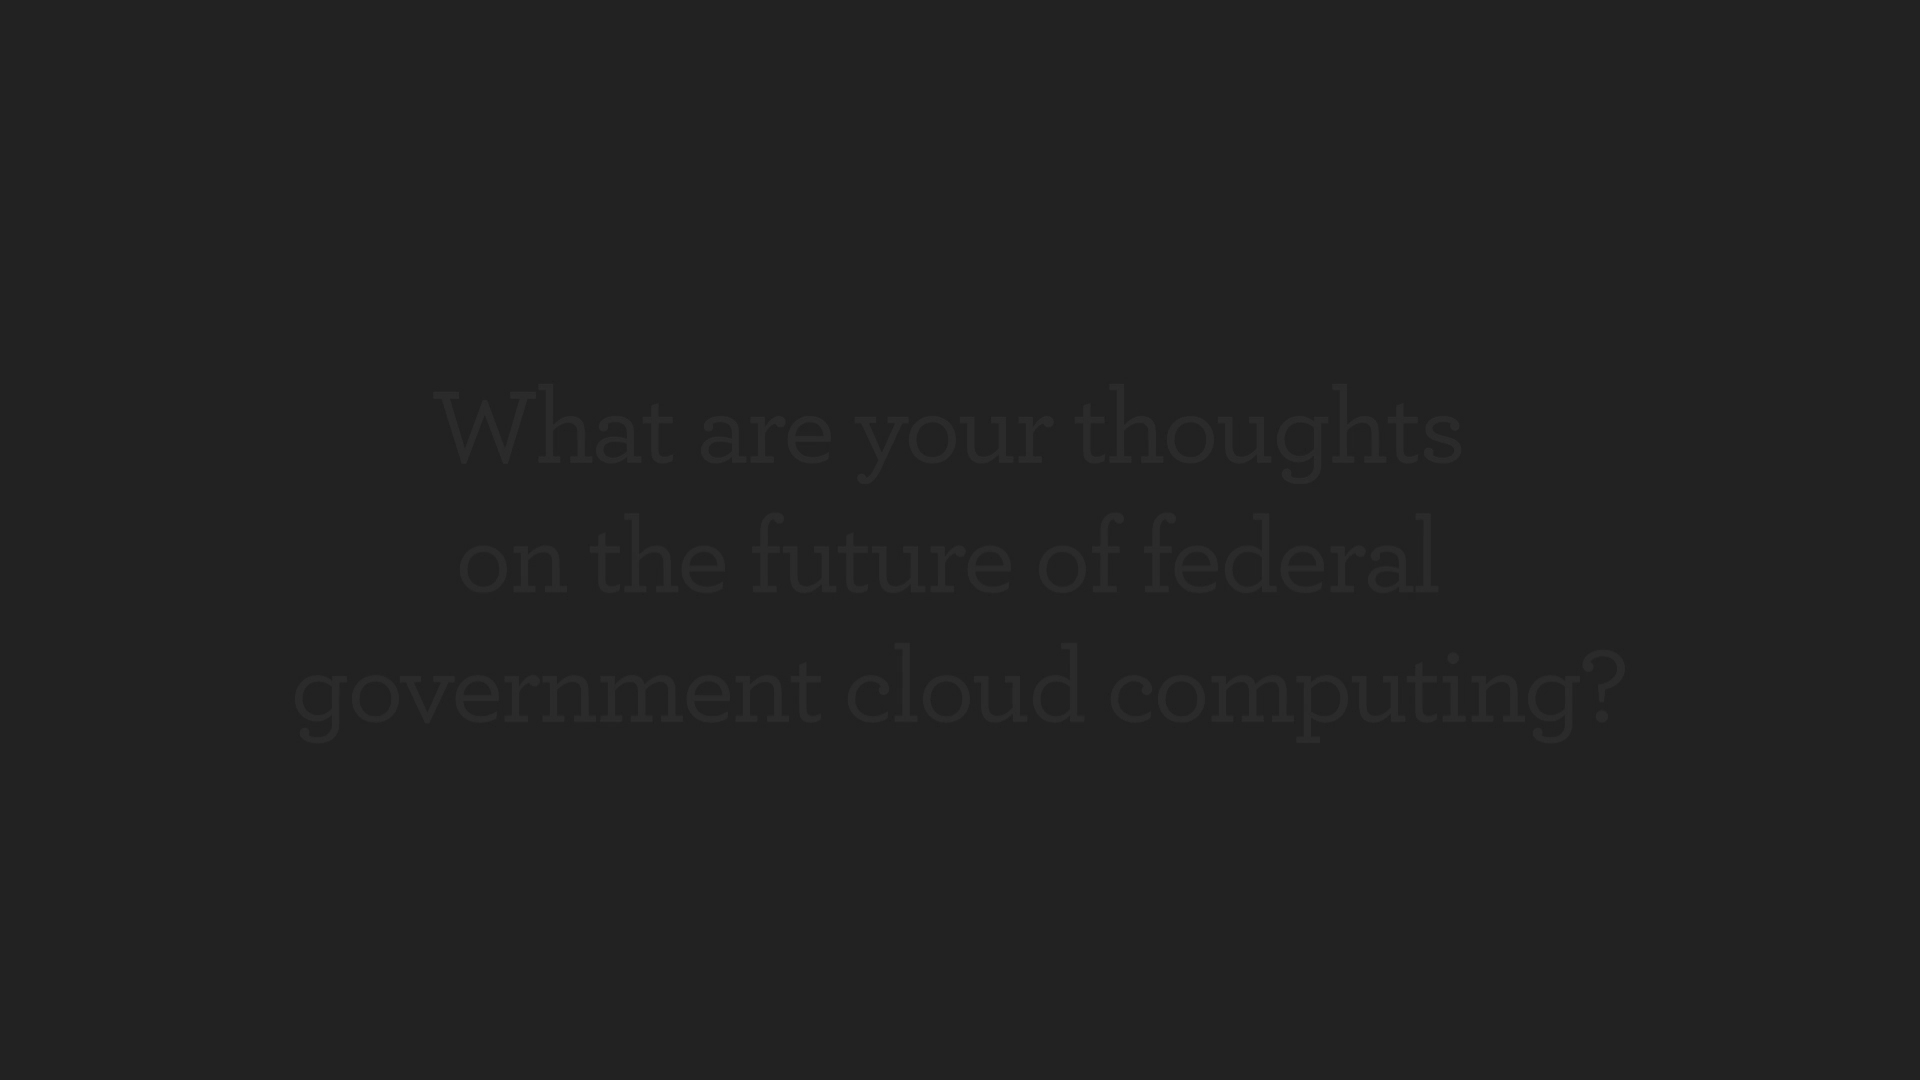 What are your thoughts
on the future of federal
government cloud computing?